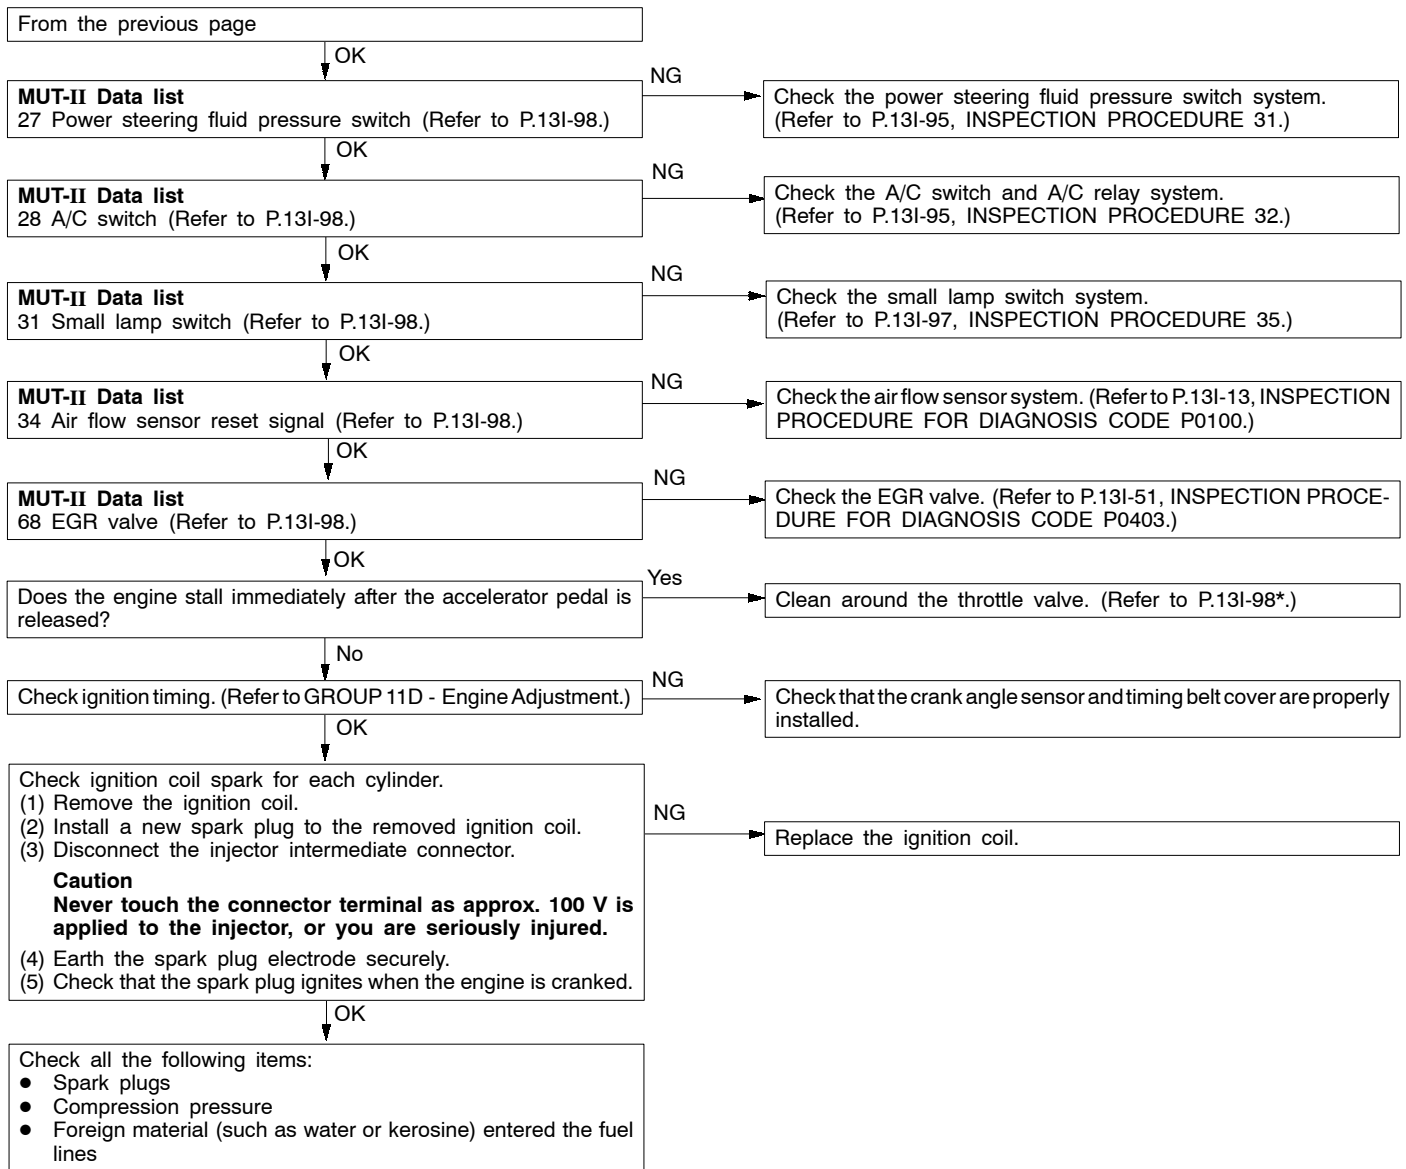 From the previous page
OK
MUT-II Data list
27 Power steering fluid pressure switch (Refer to P.13I-98.)
NG
Check the power steering fluid pressure switch system.
(Refer to P.13I-95, INSPECTION PROCEDURE 31.)
OK
MUT-II Data list
28 A/C switch (Refer to P.13I-98.)
NG
Check the A/C switch and A/C relay system.
(Refer to P.13I-95, INSPECTION PROCEDURE 32.)
OK
MUT-II Data list
31 Small lamp switch (Refer to P.13I-98.)
NG
Check the small lamp switch system.
(Refer to P.13I-97, INSPECTION PROCEDURE 35.)
OK
MUT-II Data list
34 Air flow sensor reset signal (Refer to P.13I-98.)
NG
Check the air flow sensor system. (Refer to P.13I-13, INSPECTION
PROCEDURE FOR DIAGNOSIS CODE P0100.)
OK
MUT-II Data list
68 EGR valve (Refer to P.13I-98.)
NG
Check the EGR valve. (Refer to P.13I-51, INSPECTION PROCE-
DURE FOR DIAGNOSIS CODE P0403.)
OK
Does the engine stall immediately after the accelerator pedal is
released?
Yes
Clean around the throttle valve. (Refer to P.13I-98*.)
No
Check ignition timing. (Refer to GROUP 11D - Engine Adjustment.)
NG
Check that the crank angle sensor and timing belt cover are properly
installed.
OK
Check ignition coil spark for each cylinder.
(1) Remove the ignition coil.
(2) Install a new spark plug to the removed ignition coil.
(3) Disconnect the injector intermediate connector.
Caution
Never touch the connector terminal as approx. 100 V is
applied to the injector, or you are seriously injured.
(4) Earth the spark plug electrode securely.
(5) Check that the spark plug ignites when the engine is cranked.
NG
Replace the ignition coil.
OK
Check all the following items:
● Spark plugs
● Compression pressure
● Foreign material (such as water or kerosine) entered the fuel
lines